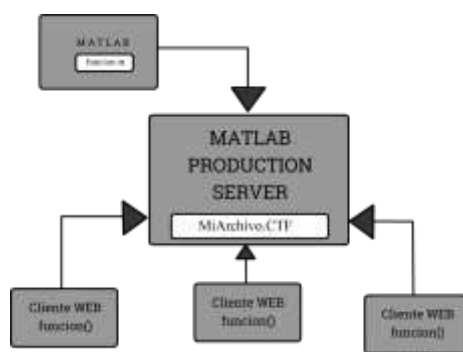 MATLAB
funcion.m
MATLAB
PRODUCTION
SERVER
MiArchivo.CTF
Cliente WEB
funcion()
Cliente WEB
funcion()
Cliente WEB
funcion()